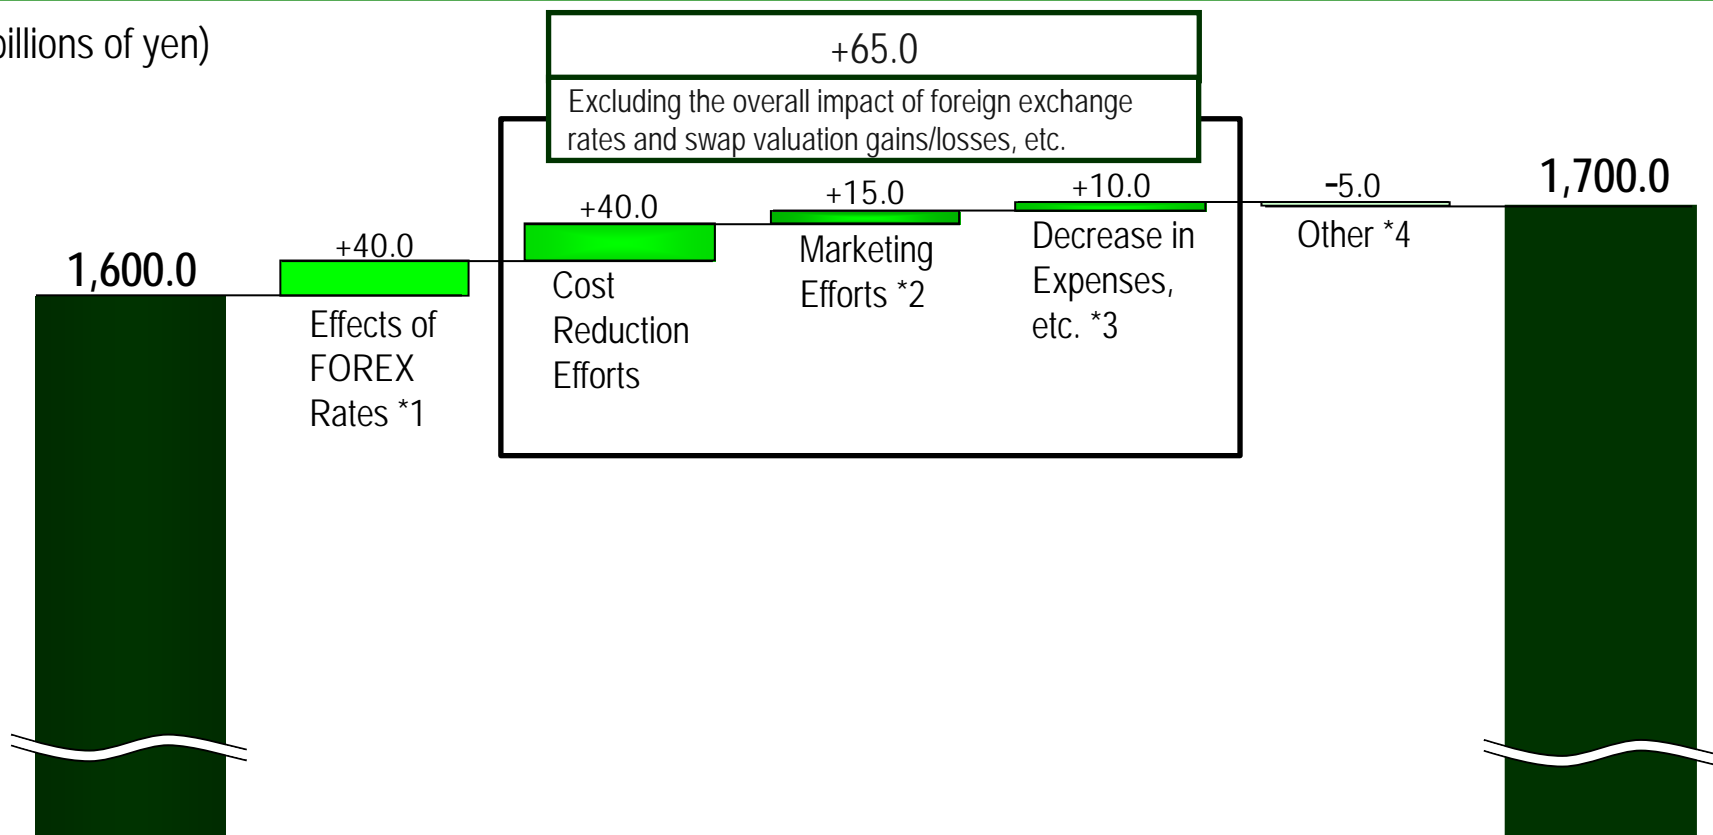 billions of yen)
+65.0
Excluding the overall impact of foreign exchange
rates and swap valuation gains/losses, etc.
1,600.0
+40.0
Effects of
FOREX
Rates *1
+40.0
Cost
Reduction
Efforts
+15.0
Marketing
Efforts *2
+10.0
Decrease in
Expenses,
etc. *3
-5.0
Other *4
1,700.0